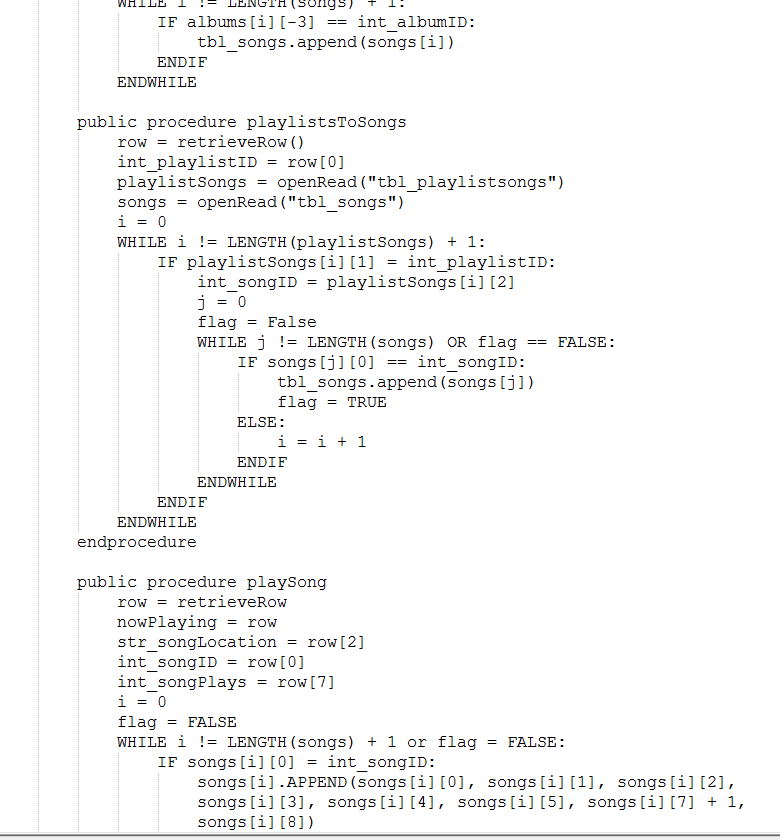 WHILE i != LENGTH(songs) + 1:
IF albums[i][-3] == int_albumID:
tbl_songs.append(songs[i])
ENDIF
ENDWHILE
public procedure playlistsToSongs
row = retrieveRow()
int_playlistID = row[0]
playlistSongs = openRead("tbl_playlistsongs")
songs = openRead("tbl_songs")
i = 0
WHILE i != LENGTH(playlistSongs) + 1:
IF playlistSongs[i][1] = int_playlistID:
int_songID = playlistSongs[i][2]
j = 0
flag = False
WHILE j != LENGTH(songs) OR flag == FALSE:
IF songs[j][0] == int_songID:
tbl_songs.append(songs[j])
flag = TRUE
ELSE:
i = i + 1
ENDIF
ENDWHILE
ENDIF
ENDWHILE
endprocedure
public procedure playSong
row = retrieveRow
nowPlaying = row
str_songLocation = row[2]
int_songID = row[0]
int_songPlays = row[7]
i = 0
flag = FALSE
WHILE i != LENGTH(songs) + 1 or flag = FALSE:
IF songs[i][0] = int_songID:
songs[i].APPEND(songs[i][0], songs[i][1], songs[i][2],
songs[i][3], songs[i][4], songs[i][5], songs[i][7] + 1,
songs[i][8])